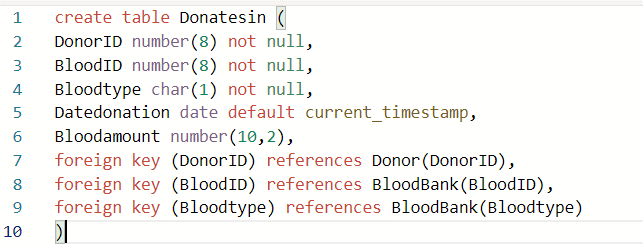 1 create table Donatesin (
2 DonorID number(8) not null,
3 BloodID number(8) not null,
4 Bloodtype char(1) not null,
5 Datedonation date default current_timestamp,
6 Bloodamount number(10,2),
7 foreign key (DonorID) references Donor(DonorID),
8 foreign key (BloodID) references BloodBank(BloodID),
9 foreign key (Bloodtype) references BloodBank(Bloodtype)
10 )